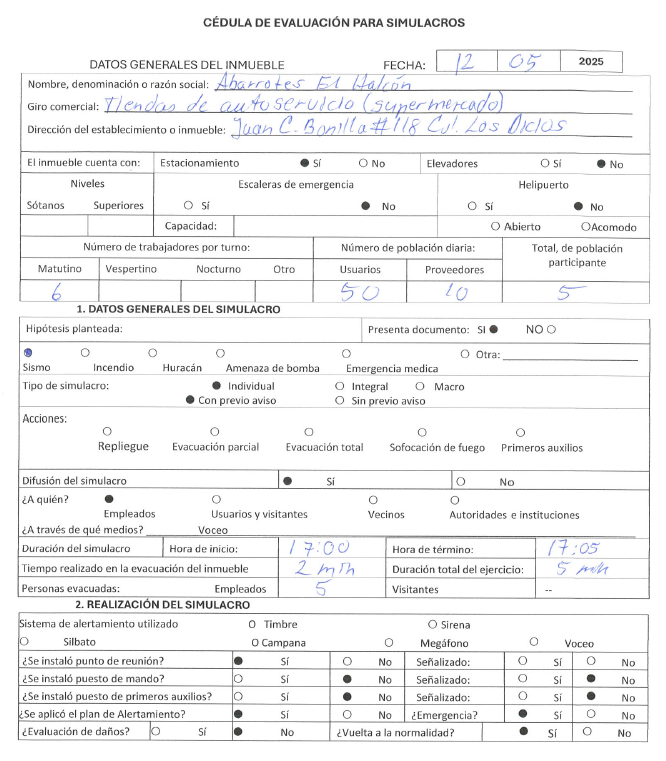 CÉDULA DE EVALUACIÓN PARA SIMULACROS
DATOS GENERALES DEL INMUEBLE FECHA: 12 05 2025
Nombre, denominación o razón social: Abarrotes El Halcón
Giro comercial: Tiendas de autoservicio (supermercado)
Dirección del establecimiento o inmueble: Juan C. Bonilla #118 Col. Los Diclos
El inmueble cuenta con: Estacionamiento ● Sí ○ No Elevadores ○ Sí ● No
Niveles Escaleras de emergencia Helipuerto
Sótanos Superiores ○ Sí ● No ○ Sí ● No
Capacidad: ○ Abierto ○ Acomodo
Número de trabajadores por turno: Número de población diaria: Total, de población
participante
Matutino Vespertino Nocturno Otro Usuarios Proveedores
6 50 10 5
1. DATOS GENERALES DEL SIMULACRO
Hipótesis planteada: Presenta documento: SI ● NO ○
● ○ ○ ○ ○ ○ Otra:
Sismo Incendio Huracán Amenaza de bomba Emergencia medica
Tipo de simulacro: ● Individual ○ Integral ○ Macro
● Con previo aviso ○ Sin previo aviso
Acciones:
○ ○ ○ ○ ○
Repliegue Evacuación parcial Evacuación total Sofocación de fuego Primeros auxilios
Difusión del simulacro ● Sí ○ No
¿A quién? ● ○ ○ ○
Empleados Usuarios y visitantes Vecinos Autoridades e instituciones
¿A través de qué medios? Voceo
Duración del simulacro Hora de inicio: 17:00 Hora de término: 17:05
Tiempo realizado en la evacuación del inmueble 2 min Duración total del ejercicio: 5 min
Personas evacuadas: Empleados 5 Visitantes --
2. REALIZACIÓN DEL SIMULACRO
Sistema de alertamiento utilizado ○ Timbre ○ Sirena
○ Silbato ○ Campana ○ Megáfono ○ Voceo
¿Se instaló punto de reunión? ● Sí ○ No Señalizado: ○ Sí ○ No
¿Se instaló puesto de mando? ○ Sí ● No Señalizado: ○ Sí ● No
¿Se instaló puesto de primeros auxilios? ○ Sí ● No Señalizado: ○ Sí ● No
¿Se aplicó el plan de Alertamiento? ● Sí ○ No ¿Emergencia? ● Sí ○ No
¿Evaluación de daños? ○ Sí ● No ¿Vuelta a la normalidad? ● Sí ○ No